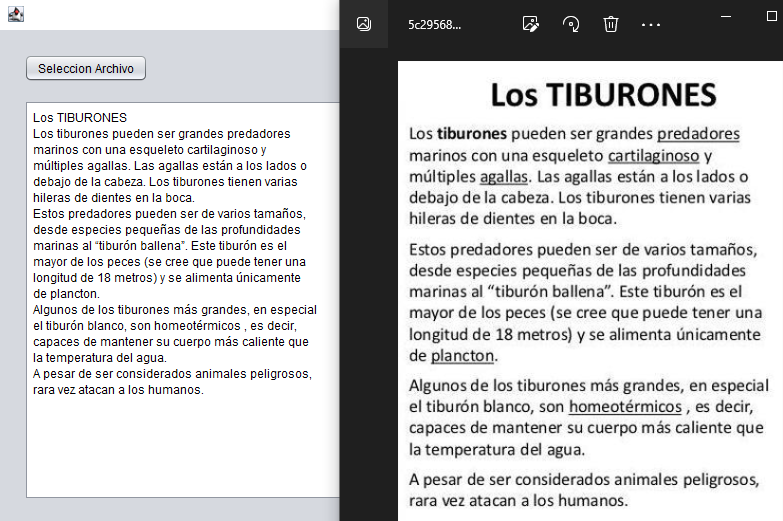 Seleccion Archivo
Los TIBURONES
Los tiburones pueden ser grandes predadores
marinos con una esqueleto cartilaginoso y
múltiples agallas. Las agallas están a los lados o
debajo de la cabeza. Los tiburones tienen varias
hileras de dientes en la boca.
Estos predadores pueden ser de varios tamaños,
desde especies pequeñas de las profundidades
marinas al “tiburón ballena”. Este tiburón es el
mayor de los peces (se cree que puede tener una
longitud de 18 metros) y se alimenta únicamente
de plancton.
Algunos de los tiburones más grandes, en especial
el tiburón blanco, son homeotérmicos , es decir,
capaces de mantener su cuerpo más caliente que
la temperatura del agua.
A pesar de ser considerados animales peligrosos,
rara vez atacan a los humanos.
5c29568...
Los TIBURONES
Los tiburones pueden ser grandes predadores
marinos con una esqueleto cartilaginoso y
múltiples agallas. Las agallas están a los lados o
debajo de la cabeza. Los tiburones tienen varias
hileras de dientes en la boca.
Estos predadores pueden ser de varios tamaños,
desde especies pequeñas de las profundidades
marinas al “tiburón ballena”. Este tiburón es el
mayor de los peces (se cree que puede tener una
longitud de 18 metros) y se alimenta únicamente
de plancton.
Algunos de los tiburones más grandes, en especial
el tiburón blanco, son homeotérmicos , es decir,
capaces de mantener su cuerpo más caliente que
la temperatura del agua.
A pesar de ser considerados animales peligrosos,
rara vez atacan a los humanos.